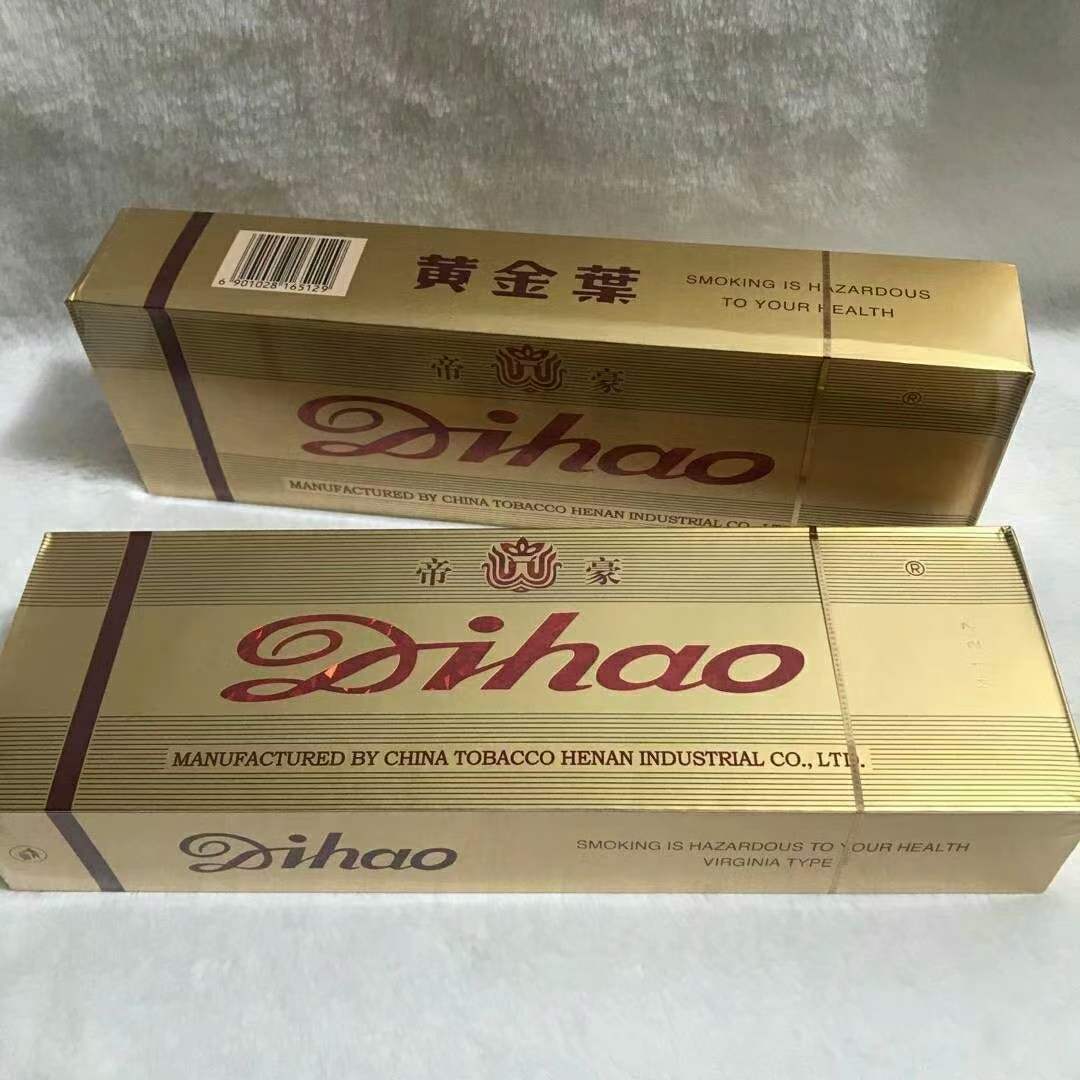 6 901028 165129
黄金葉
SMOKING IS HAZARDOUS
TO YOUR HEALTH
帝 豪
®
Dihao
MANUFACTURED BY CHINA TOBACCO HENAN INDUSTRIAL CO., LT
帝 豪
®
Dihao
MANUFACTURED BY CHINA TOBACCO HENAN INDUSTRIAL CO., LTD.
Dihao
SMOKING IS HAZARDOUS TO YOUR HEALTH
VIRGINIA TYPE